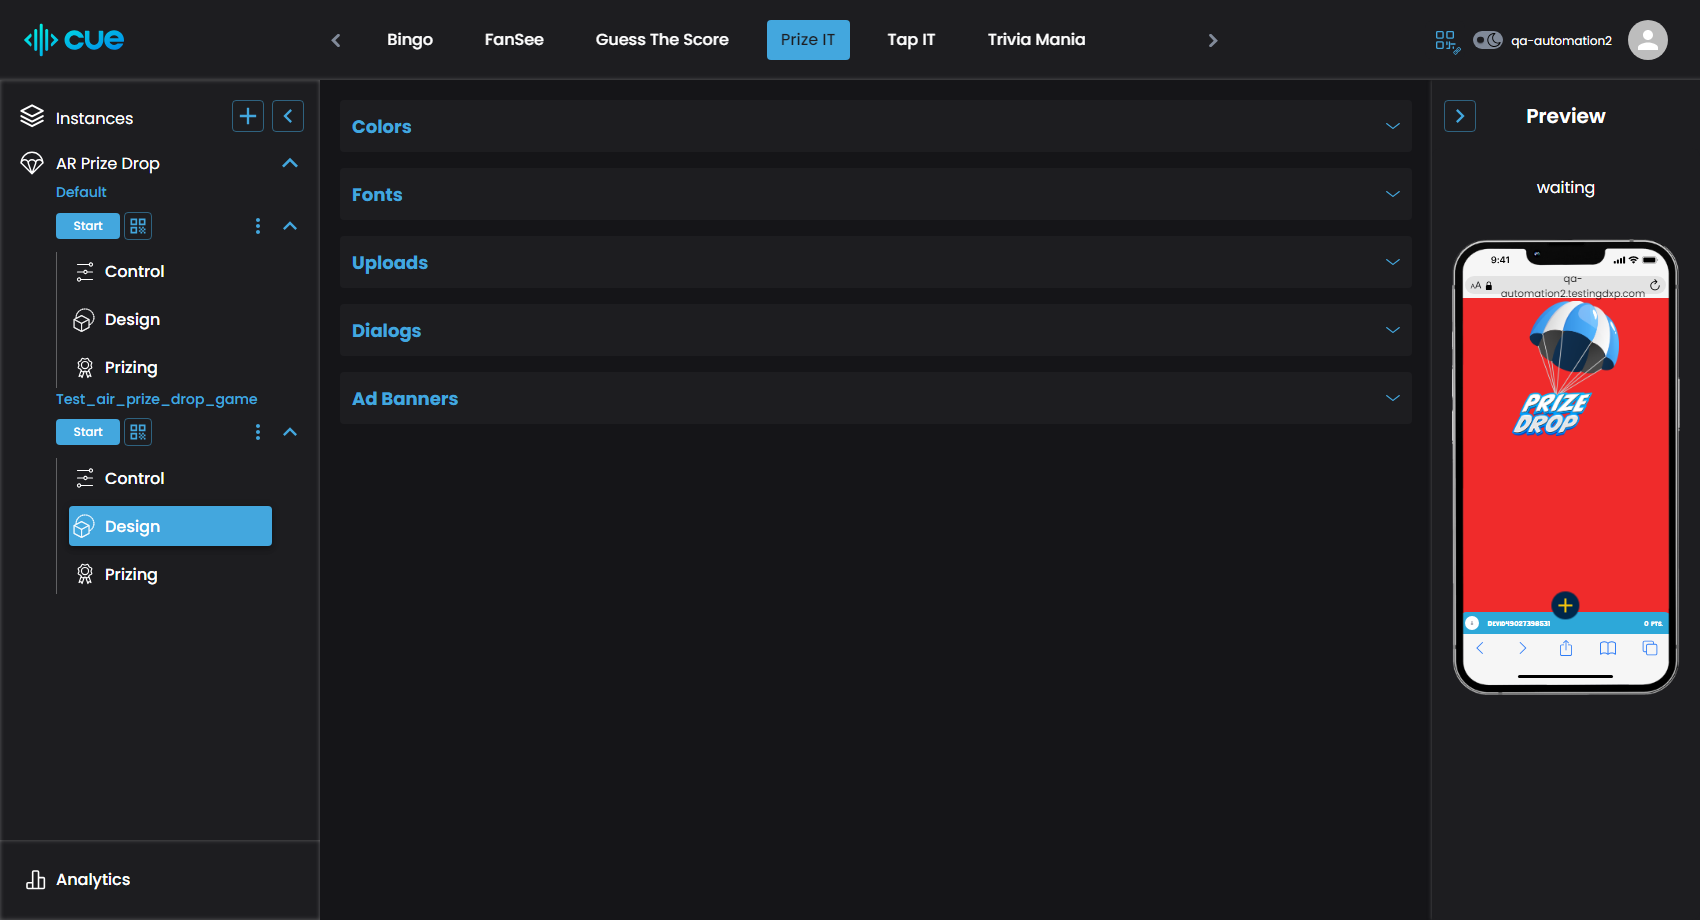 cue
Bingo
FanSee
Guess The Score
Prize IT
Tap IT
Trivia Mania
qa-automation2
Instances
AR Prize Drop
Default
Start
Control
Design
Prizing
Test_air_prize_drop_game
Start
Control
Design
Prizing
Analytics
Colors
Fonts
Uploads
Dialogs
Ad Banners
Preview
waiting
9:41
AA
qa-
automation2.testingdxp.com
PRIZE
DROP
0 PTS.